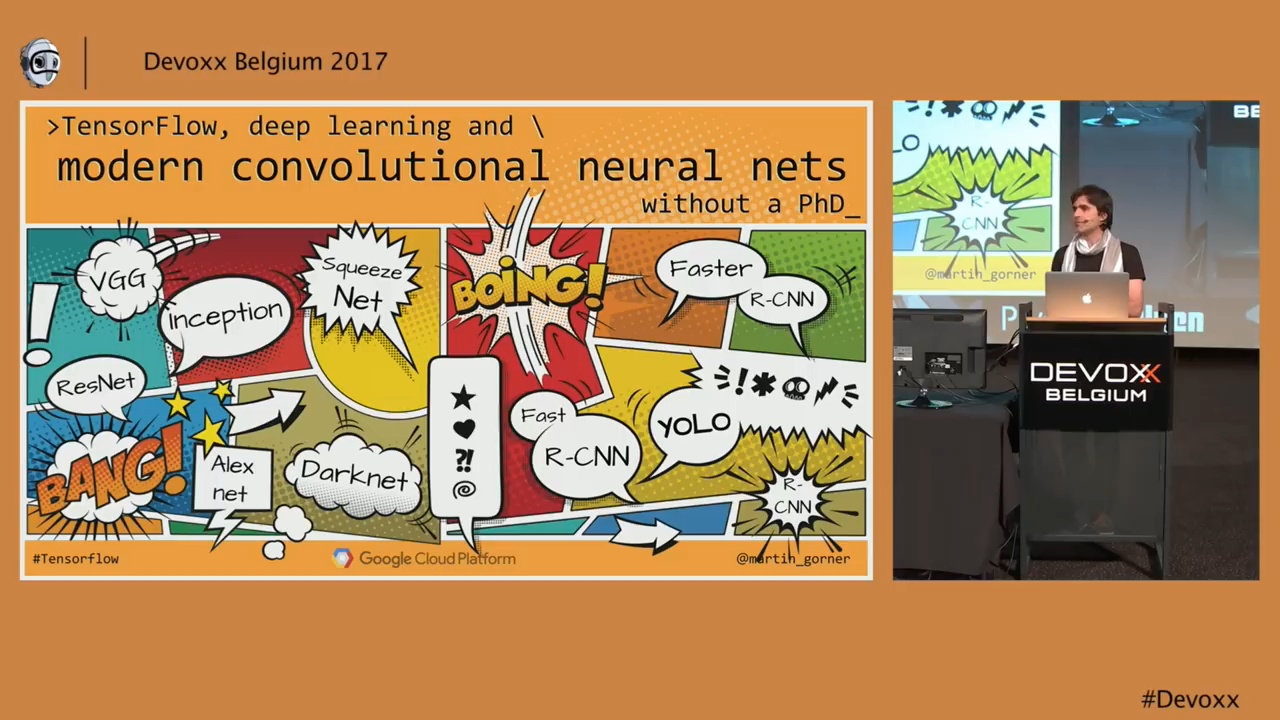 Devoxx Belgium 2017
>TensorFlow, deep learning and \
modern convolutional neural nets
without a PhD_
VGG
Inception
Squeeze
Net
BOING!
Faster
R-CNN
ResNet
BANG!
Alex
net
Darknet
?!
@
Fast
R-CNN
YOLO
!*
R-
CNN
#Tensorflow
Google Cloud Platform
@martin_gorner
R-
CNN
@martin_gorner
DEVOXX
BELGIUM
#Devoxx